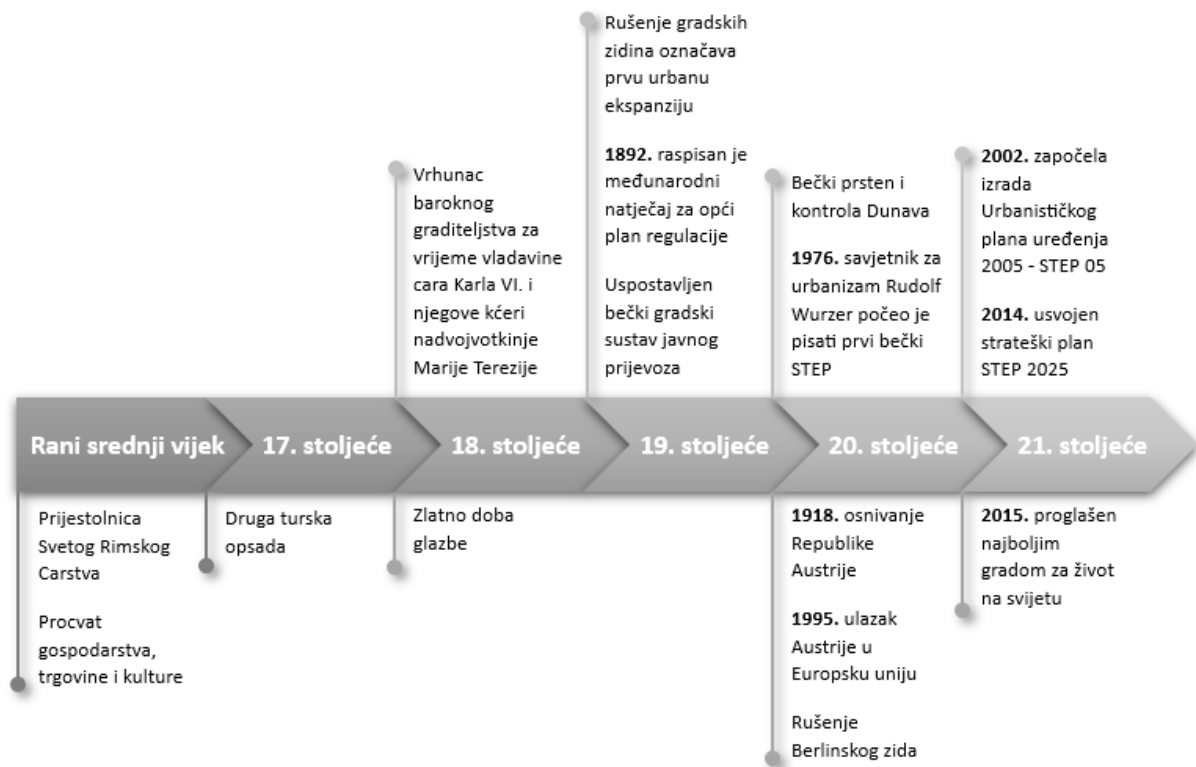 Rušenje gradskih
zidina označava
prvu urbanu
ekspanziju
1892. raspisan je
međunarodni
natječaj za opći
plan regulacije
Uspostavljen
bečki gradski
sustav javnog
prijevoza
Vrhunac
baroknog
graditeljstva za
vrijeme vladavine
cara Karla VI. i
njegove kćeri
nadvojvotkinje
Marije Terezije
Bečki prsten i
kontrola Dunava
1976. savjetnik za
urbanizam Rudolf
Wurzer počeo je
pisati prvi bečki
STEP
2002. započela
izrada
Urbanističkog
plana uređenja
2005 - STEP 05
2014. usvojen
strateški plan
STEP 2025
Rani srednji vijek
17. stoljeće
18. stoljeće
19. stoljeće
20. stoljeće
21. stoljeće
Prijestolnica
Svetog Rimskog
Carstva
Procvat
gospodarstva,
trgovine i kulture
Druga turska
opsada
Zlatno doba
glazbe
1918. osnivanje
Republike
Austrije
1995. ulazak
Austrije u
Europsku uniju
Rušenje
Berlinskog zida
2015. proglašen
najboljim
gradom za život
na svijetu